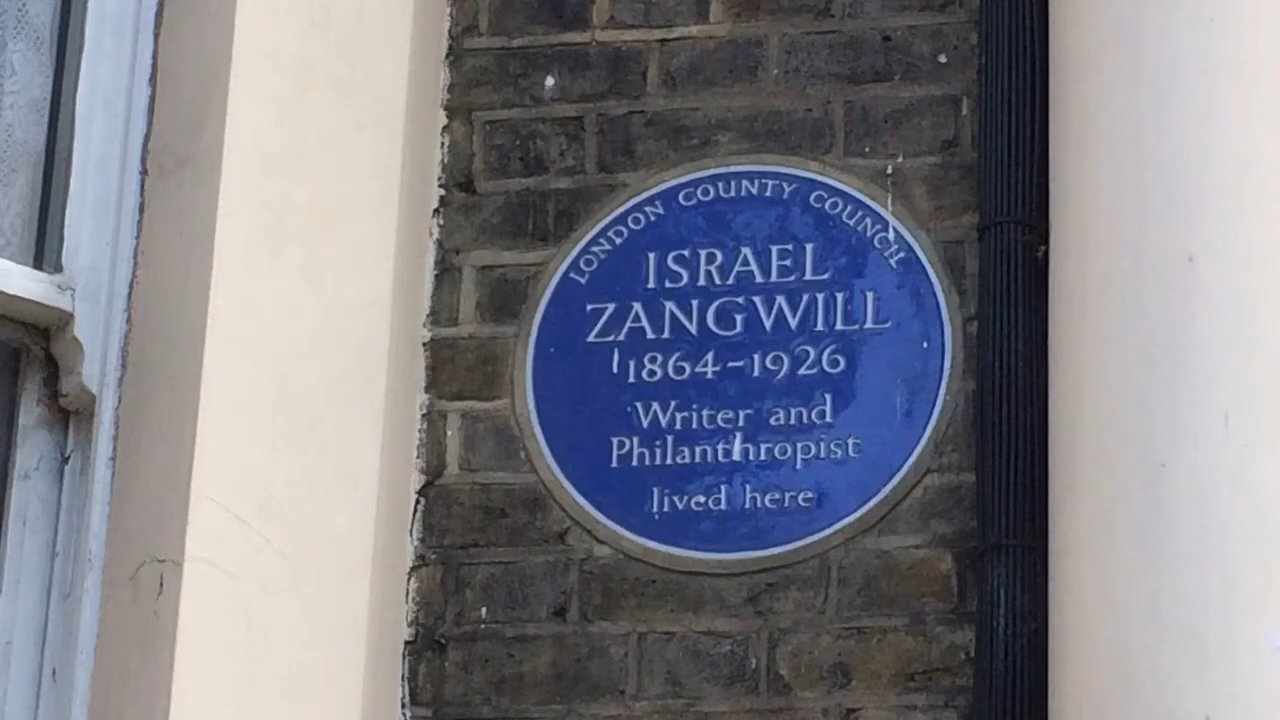 LONDON COUNTY COUNCIL
ISRAEL
ZANGWILL
1864-1926
Writer and
Philanthropist
lived here